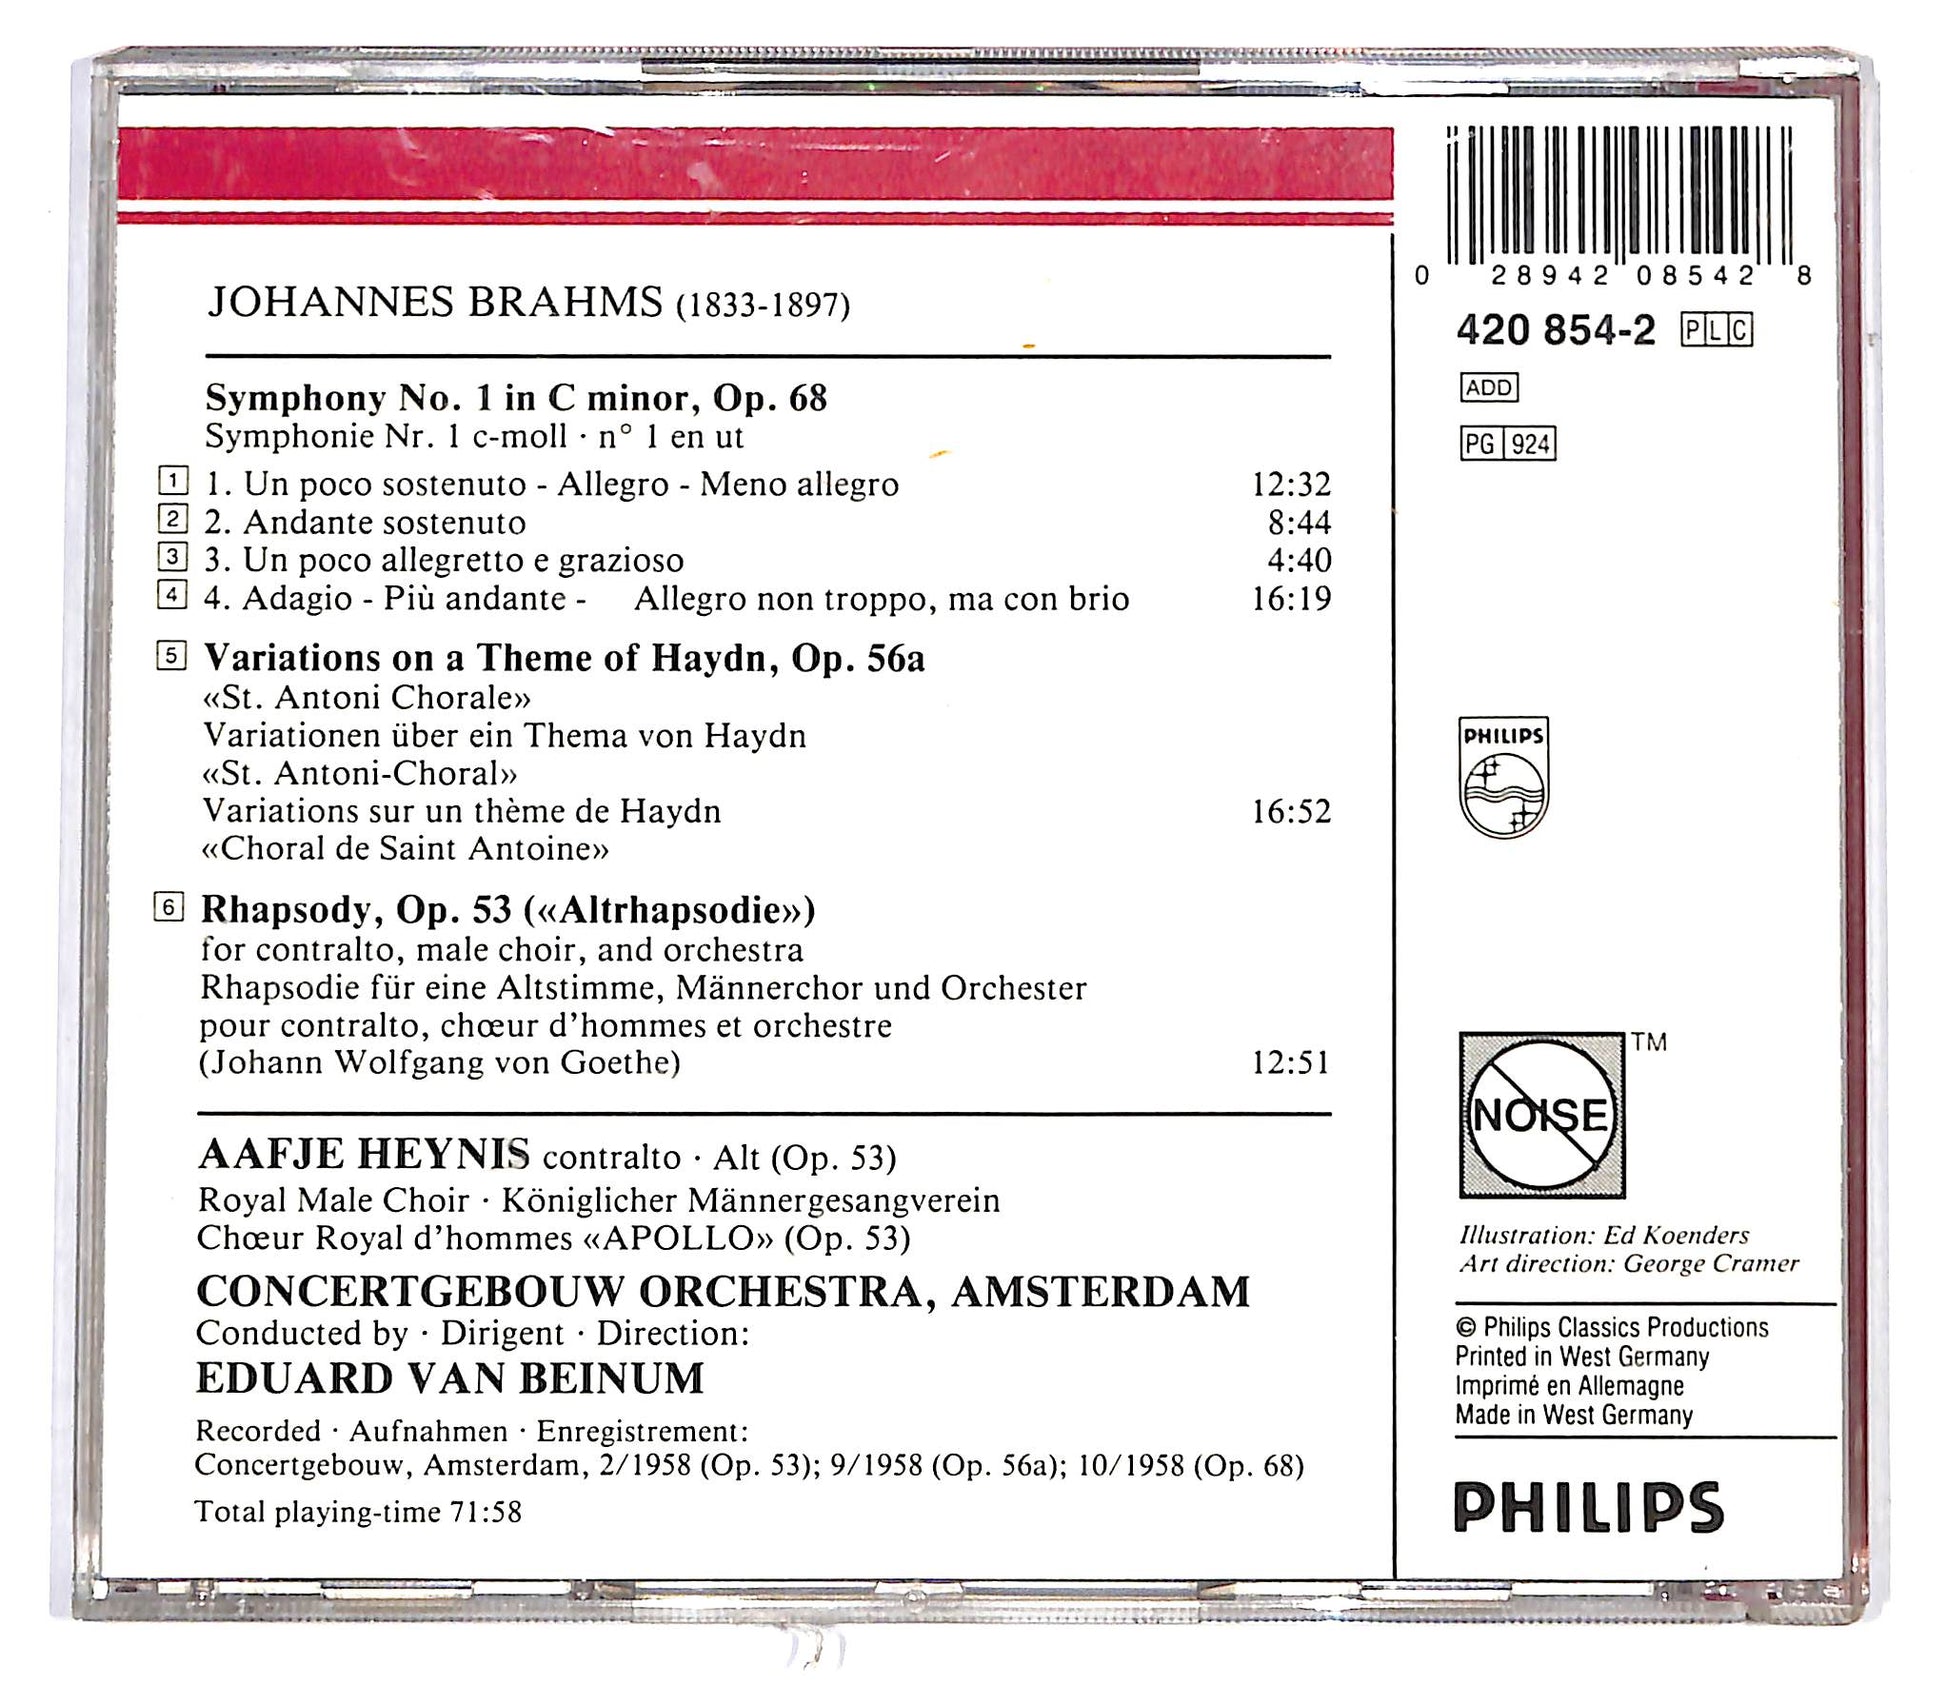 JOHANNES BRAHMS (1833-1897)
Symphony No. 1 in C minor, Op. 68
Symphonie Nr. 1 c-moll · n° 1 en ut
1 1. Un poco sostenuto - Allegro - Meno allegro 12:32
2 2. Andante sostenuto 8:44
3 3. Un poco allegretto e grazioso 4:40
4 4. Adagio - Più andante - Allegro non troppo, ma con brio 16:19
5 Variations on a Theme of Haydn, Op. 56a
«St. Antoni Chorale»
Variationen über ein Thema von Haydn
«St. Antoni-Choral»
Variations sur un thème de Haydn 16:52
«Choral de Saint Antoine»
6 Rhapsody, Op. 53 («Altrhapsodie»)
for contralto, male choir, and orchestra
Rhapsodie für eine Altstimme, Männerchor und Orchester
pour contralto, chœur d'hommes et orchestre
(Johann Wolfgang von Goethe) 12:51
AAFJE HEYNIS contralto · Alt (Op. 53)
Royal Male Choir · Königlicher Männergesangverein
Chœur Royal d'hommes «APOLLO» (Op. 53)
CONCERTGEBOUW ORCHESTRA, AMSTERDAM
Conducted by · Dirigent · Direction:
EDUARD VAN BEINUM
Recorded · Aufnahmen · Enregistrement:
Concertgebouw, Amsterdam, 2/1958 (Op. 53); 9/1958 (Op. 56a); 10/1958 (Op. 68)
Total playing-time 71:58
0 28942 08542 8
420 854-2 PLC
ADD
PG 924
PHILIPS
NOISE TM
Illustration: Ed Koenders
Art direction: George Cramer
© Philips Classics Productions
Printed in West Germany
Imprimé en Allemagne
Made in West Germany
PHILIPS